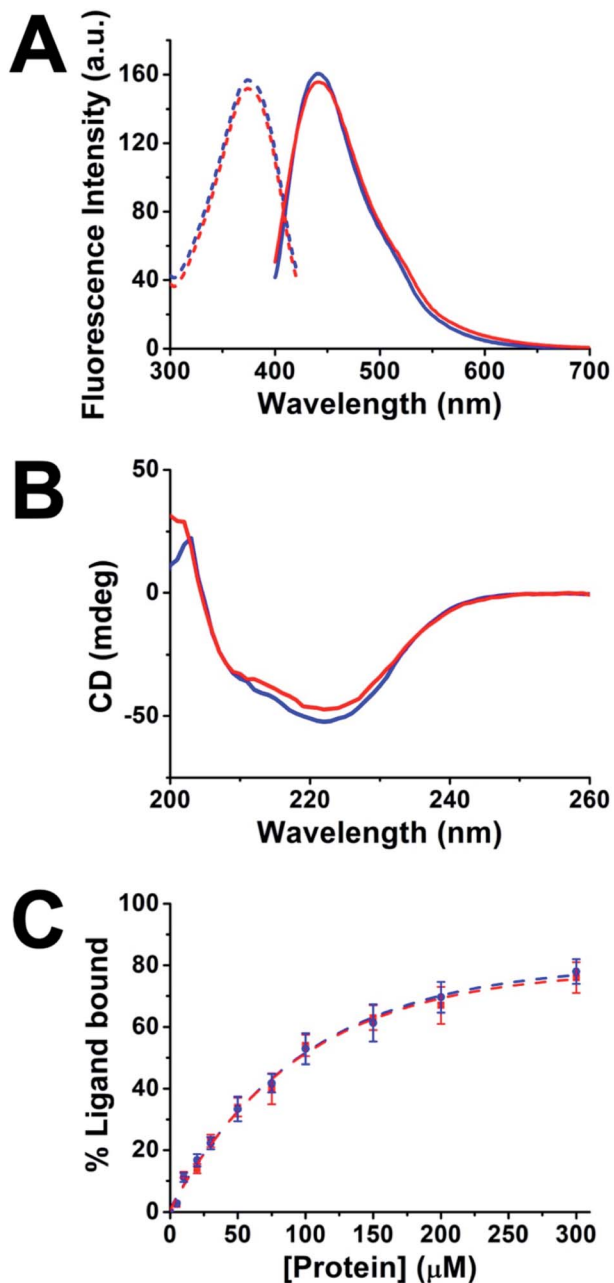 A
Fluorescence Intensity (a.u.)
160
120
80
40
0
300 400 500 600 700
Wavelength (nm)
B
CD (mdeg)
50
0
-50
200 220 240 260
Wavelength (nm)
C
% Ligand bound
100
80
60
40
20
0
0 50 100 150 200 250 300
[Protein] (μM)